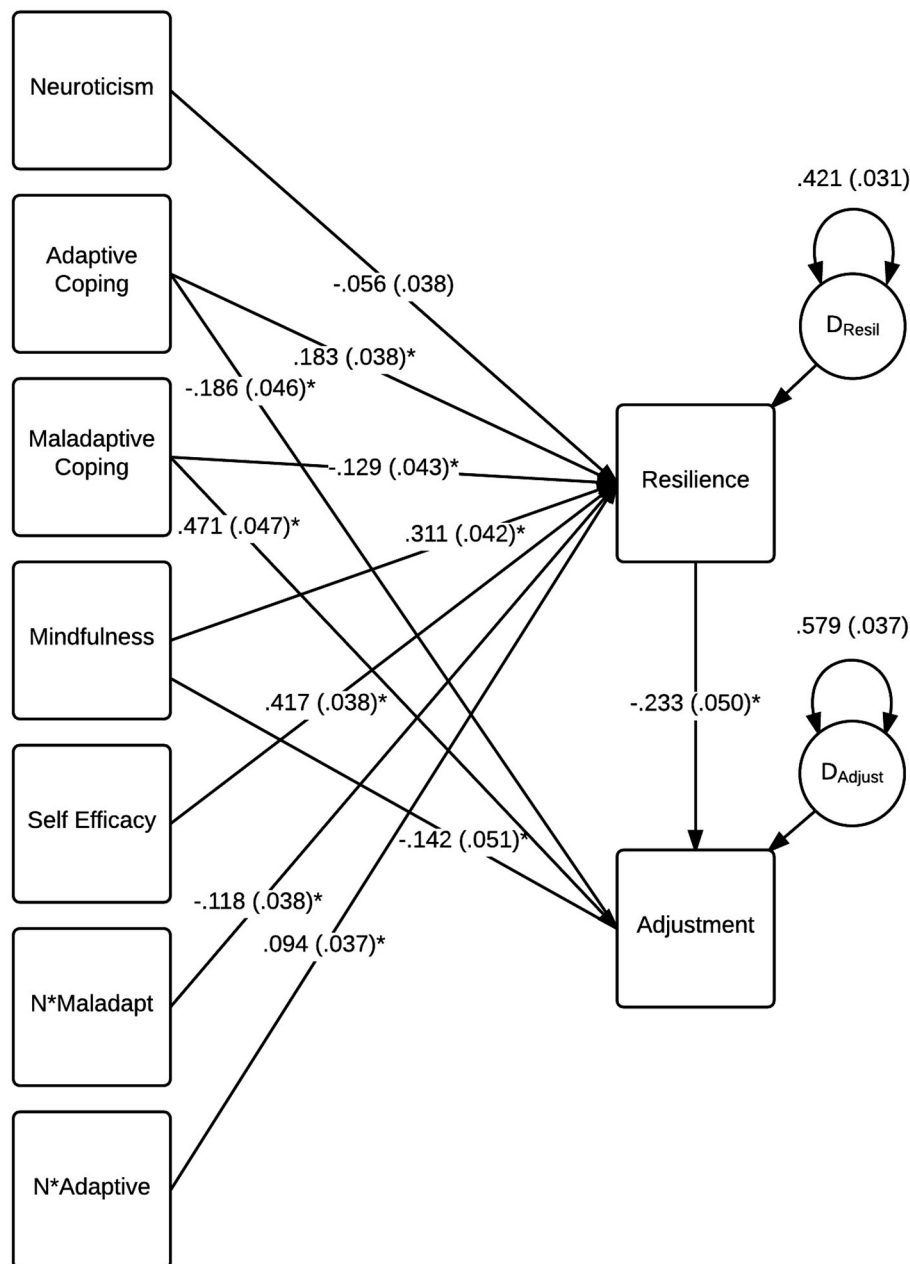 Neuroticism
Adaptive
Coping
Maladaptive
Coping
Mindfulness
Self Efficacy
N*Maladapt
N*Adaptive
-.056 (.038)
.183 (.038)*
-.186 (.046)*
-.129 (.043)*
.471 (.047)*
.311 (.042)*
.417 (.038)*
-.142 (.051)*
-.118 (.038)*
.094 (.037)*
.421 (.031)
DResil
Resilience
-.233 (.050)*
.579 (.037)
DAdjust
Adjustment